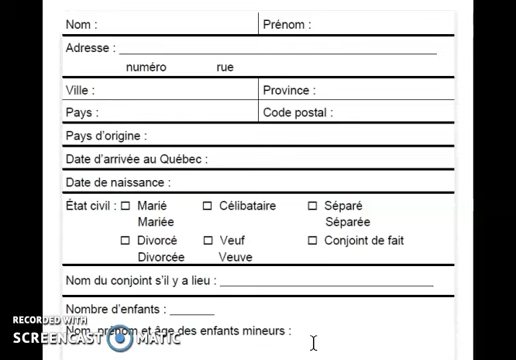 Nom : Prénom :
Adresse :
numéro rue
Ville : Province :
Pays : Code postal :
Pays d'origine :
Date d'arrivée au Québec :
Date de naissance :
État civil : ☐ Marié ☐ Célibataire ☐ Séparé
Mariée Séparée
☐ Divorcé ☐ Veuf ☐ Conjoint de fait
Divorcée Veuve
Nom du conjoint s'il y a lieu :
Nombre d'enfants :
RECORDED WITH
Nom, prénom et âge des enfants mineurs :
SCREENCAST MATIC